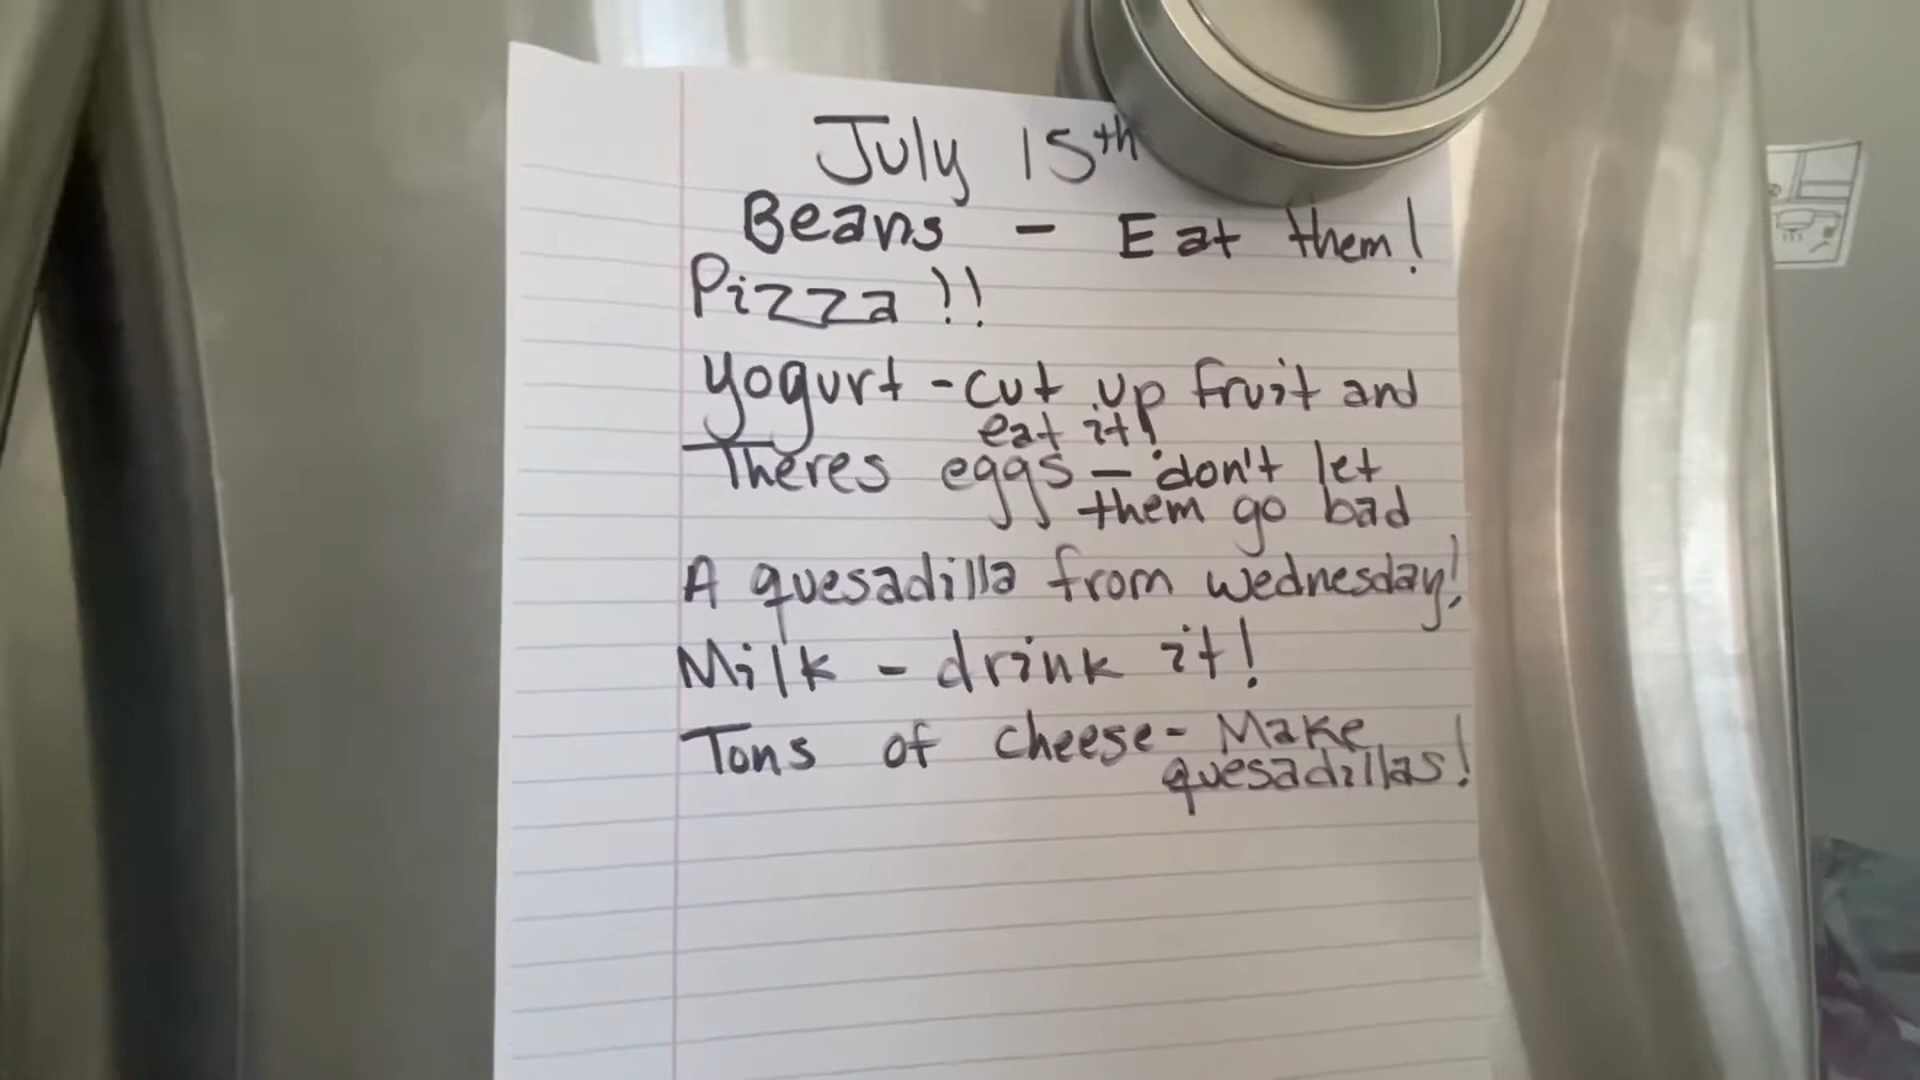 July 15th
Beans - Eat them!
Pizza!!
Yogurt - cut up fruit and
eat it!
Theres eggs - don't let
them go bad
A quesadilla from wednesday!
Milk - drink it!
Tons of cheese - Make
quesadillas!